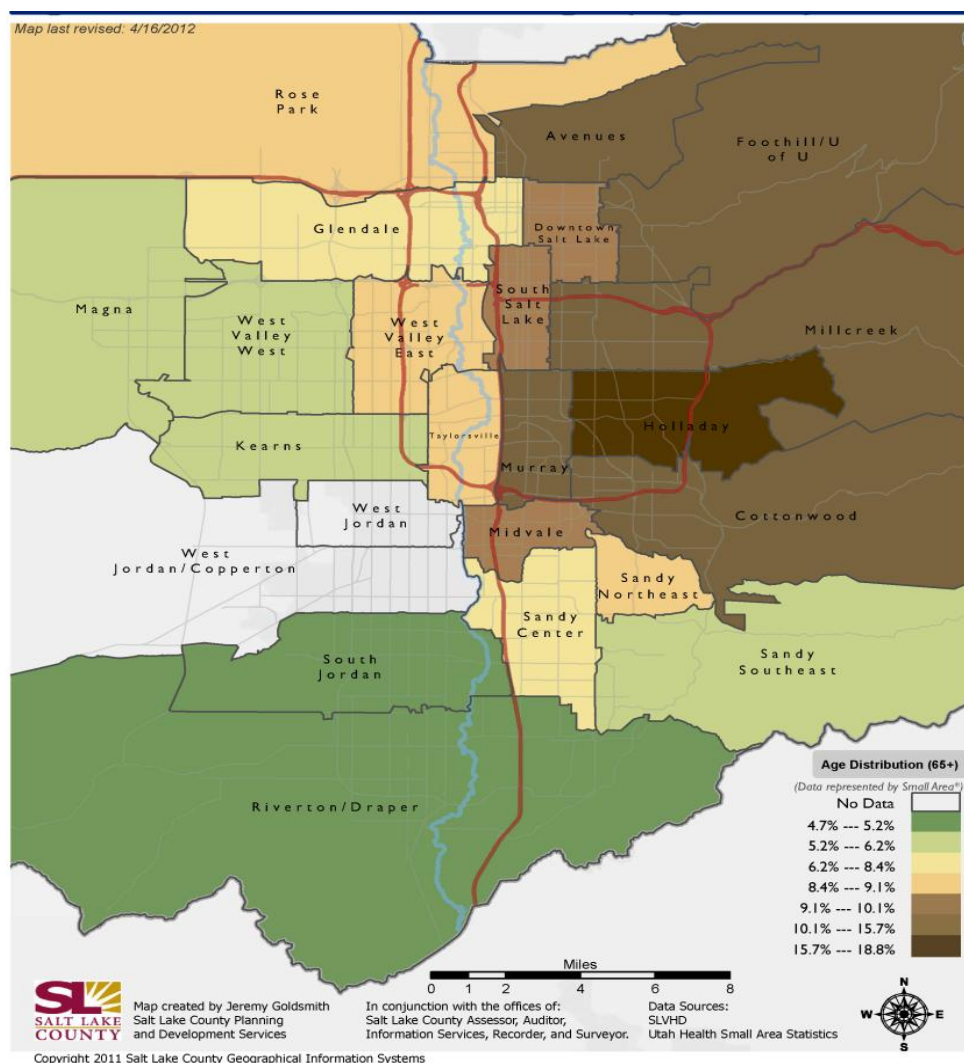 Map last revised: 4/16/2012
Rose
Park
Avenues
Foothill/U
of U
Glendale
Downtown
Salt Lake
Magna
West
Valley
West
West
Valley
East
South
Salt
Lake
Millcreek
Kearns
Taylorsville
Murray
Holladay
West
Jordan
West
Jordan/Copperton
Midvale
Cottonwood
Sandy
Northeast
Sandy
Center
Sandy
Southeast
South
Jordan
Riverton/Draper
Age Distribution (65+)
(Data represented by Small Area*)
No Data
4.7% --- 5.2%
5.2% --- 6.2%
6.2% --- 8.4%
8.4% --- 9.1%
9.1% --- 10.1%
10.1% --- 15.7%
15.7% --- 18.8%
Miles
0 1 2 4 6 8
SL
SALT LAKE
COUNTY
Map created by Jeremy Goldsmith
Salt Lake County Planning
and Development Services
In conjunction with the offices of:
Salt Lake County Assessor, Auditor,
Information Services, Recorder, and Surveyor.
Data Sources:
SLVHD
Utah Health Small Area Statistics
N
W E
S
Copyright 2011 Salt Lake County Geographical Information Systems